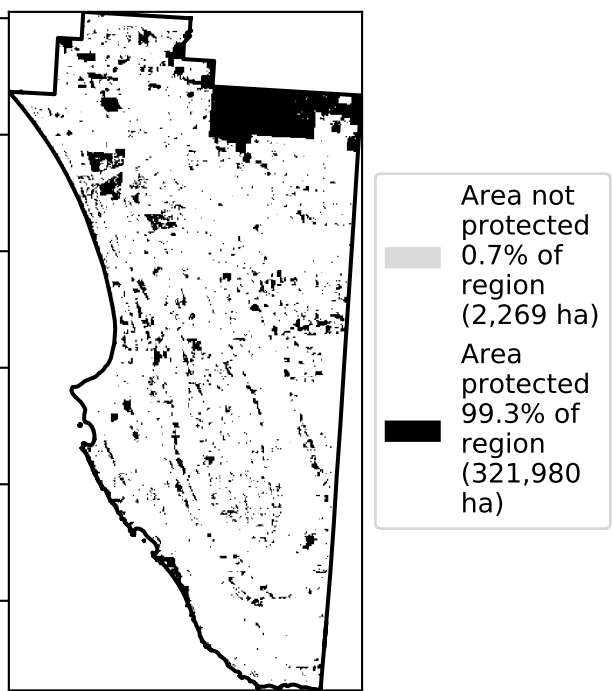 Area not
protected
0.7% of
region
(2,269 ha)
Area
protected
99.3% of
region
(321,980
ha)